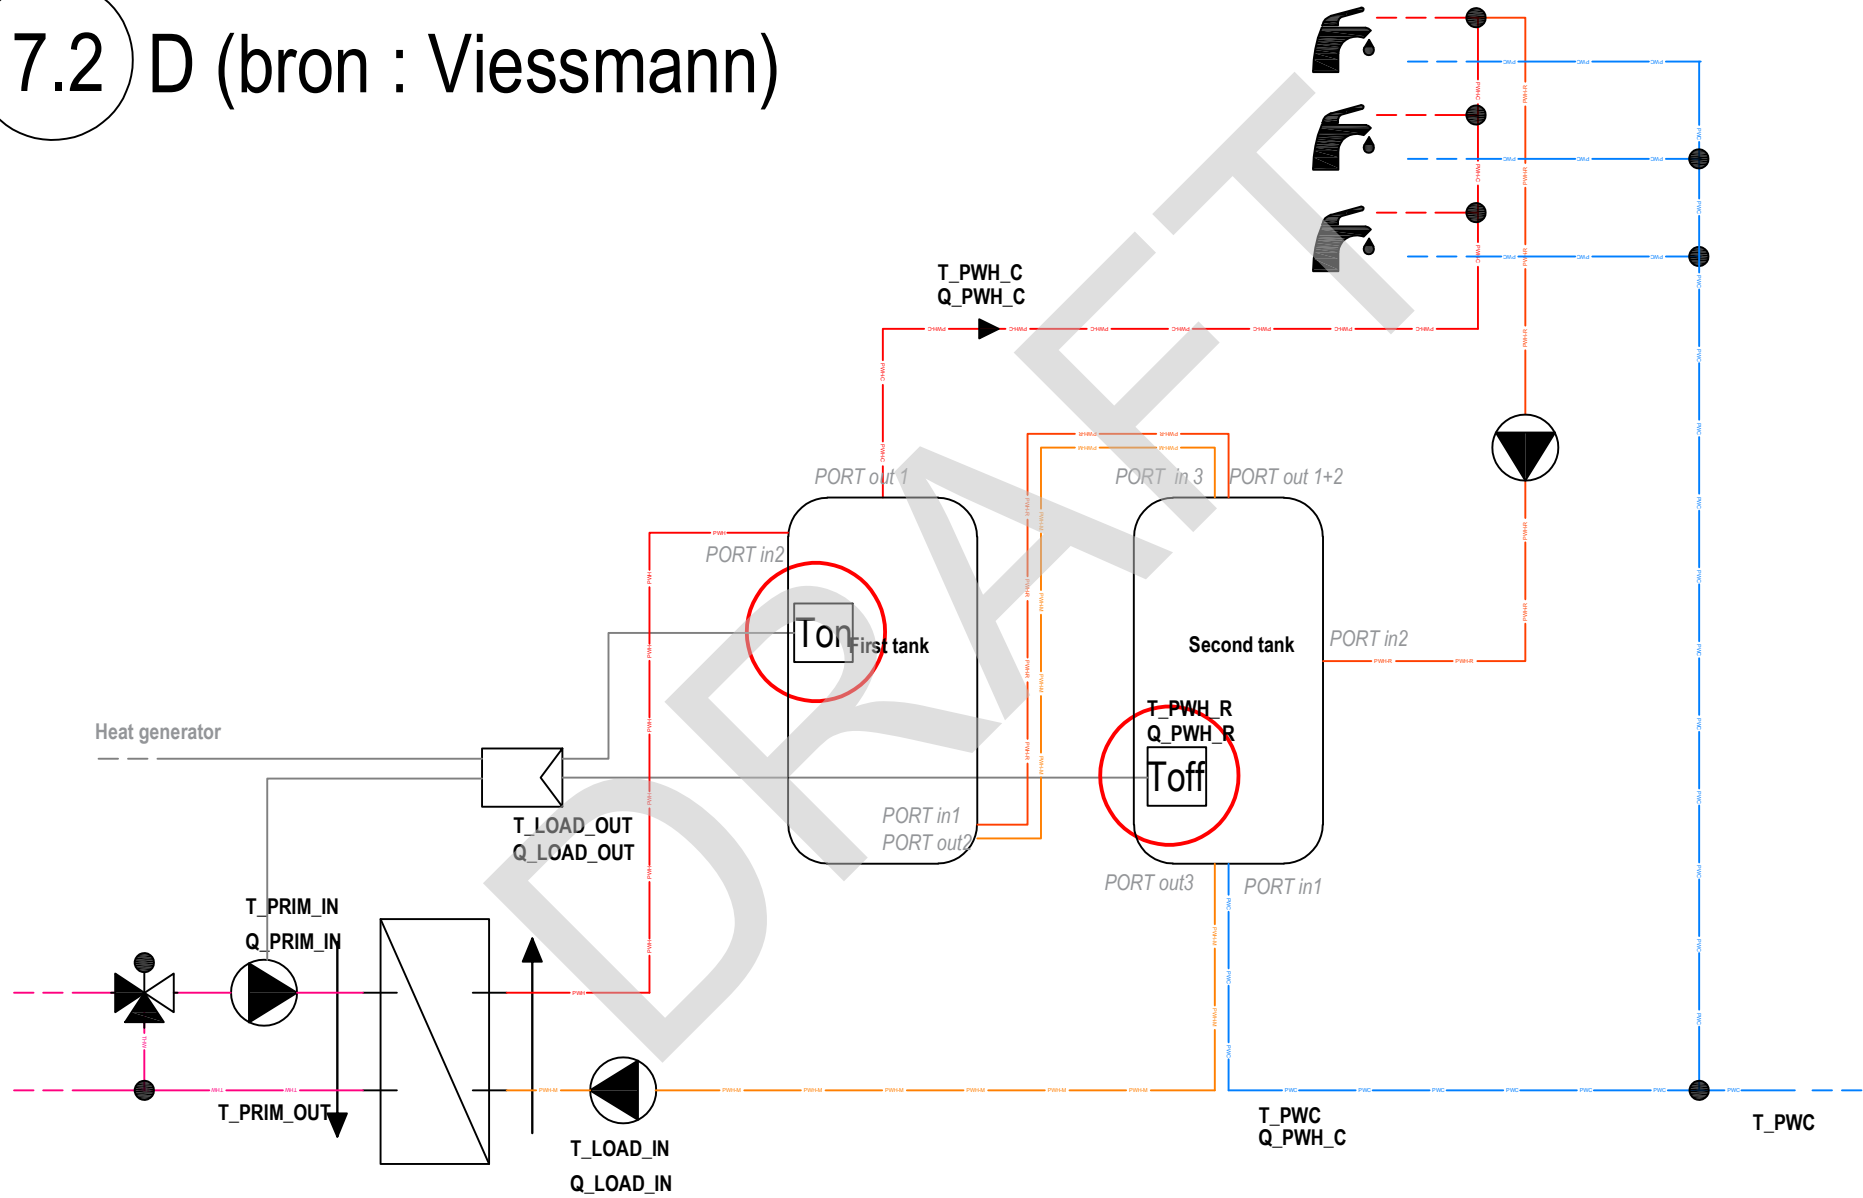 7.2 D (bron : Viessmann)
T_PWH_C
Q_PWH_C
PORT out 1
PORT in 3
PORT out 1+2
PORT in2
Ton
First tank
Second tank
PORT in2
T_PWH_R
Q_PWH_R
Toff
Heat generator
PORT in1
PORT out2
T_LOAD_OUT
Q_LOAD_OUT
PORT out3
PORT in1
T_PRIM_IN
Q_PRIM_IN
T_PRIM_OUT
T_LOAD_IN
Q_LOAD_IN
T_PWC
Q_PWH_C
T_PWC
DRAFT